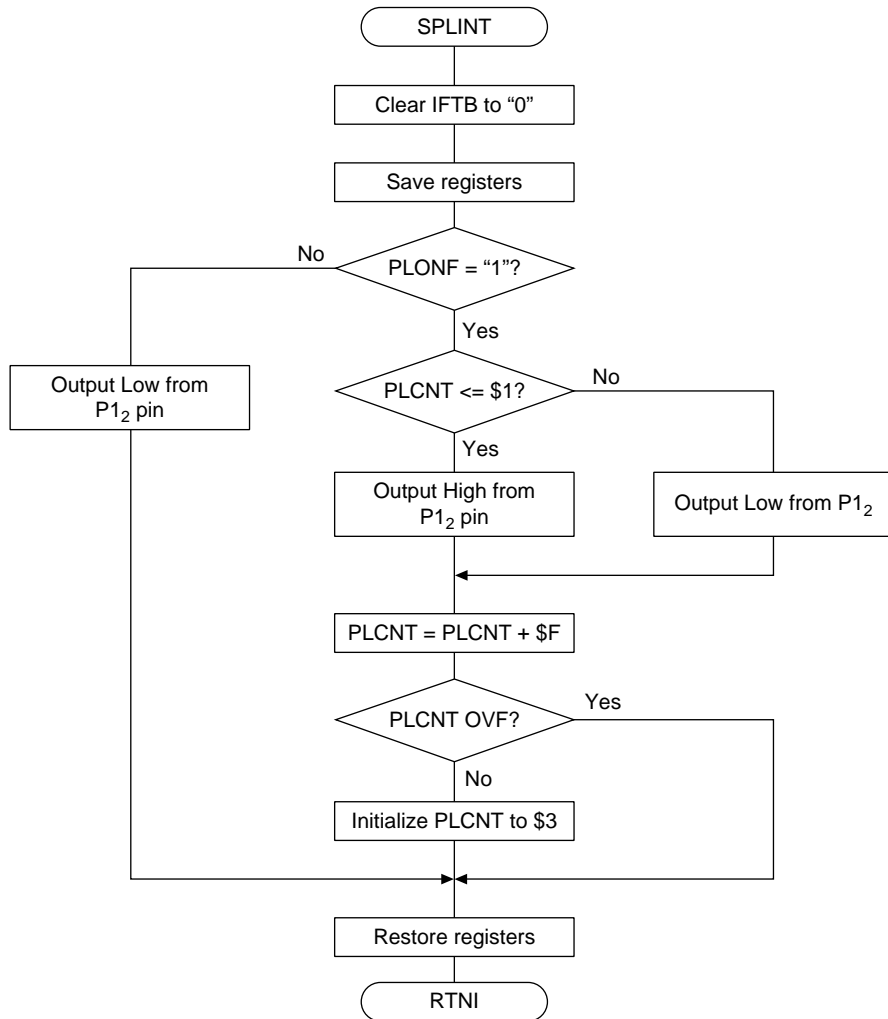 SPLINT
Clear IFTB to “0”
Save registers
No
PLONF = “1”?
Yes
Output Low from
P1₂ pin
PLCNT <= $1?
No
Yes
Output High from
P1₂ pin
Output Low from P1₂
PLCNT = PLCNT + $F
PLCNT OVF?
Yes
No
Initialize PLCNT to $3
Restore registers
RTNI